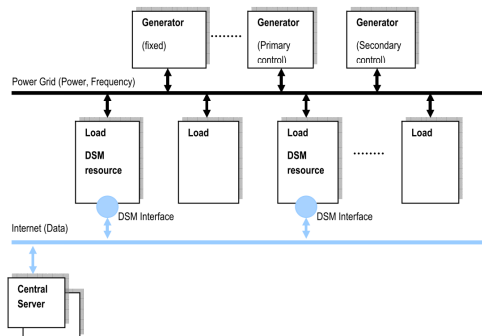 Generator
(fixed)
Generator
(Primary
control)
Generator
(Secondary
control)
Power Grid (Power, Frequency)
Load
DSM
resource
Load
Load
DSM
resource
Load
DSM Interface
DSM Interface
Internet (Data)
Central
Server